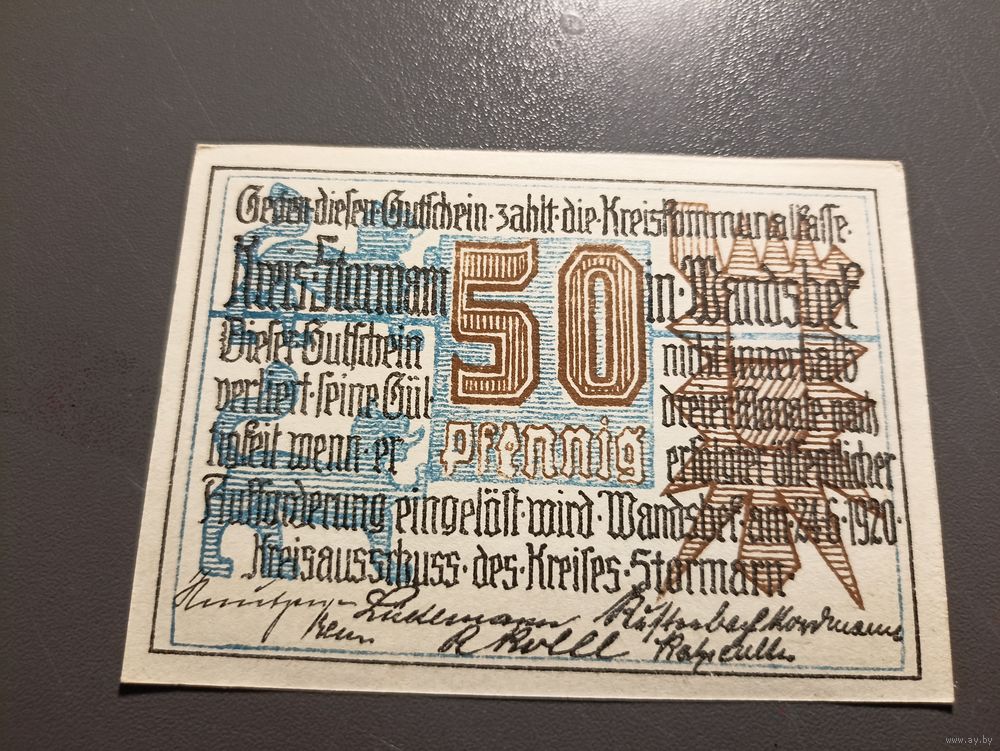 Gegen·diesen·Gutschein·zahlt·die·Kreiskommunalkasse·
Kreis·Stormarn 50 in·Wandsbek
Dieser·Gutschein nicht·innerhalb
verliert·seine·Gül- dreier·Monate·nach
tigkeit·wenn·er Pfennig erfolgter·öffentlicher
Aufforderung eingelöst·wird·Wandsbek·am·24·6·1920·
Kreisausschuss·des·Kreises·Stormarn·
Lüdemann
www.ay.by